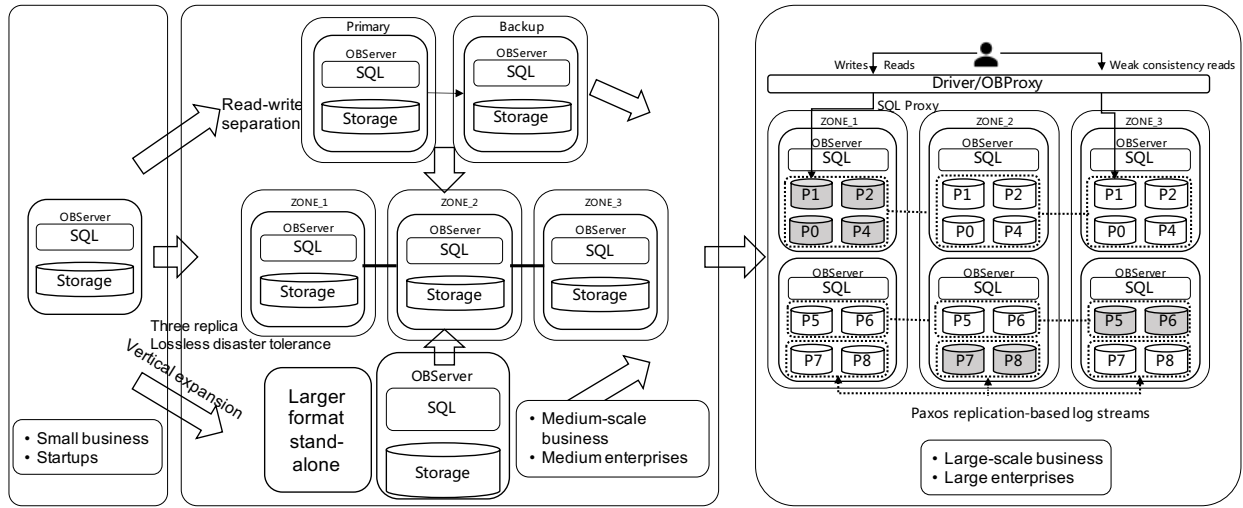 OBServer
SQL
Storage
• Small business
• Startups
Read-write
separation
Three replica
Lossless disaster tolerance
Vertical expansion
Primary
OBServer
SQL
Storage
Backup
OBServer
SQL
Storage
ZONE_1
OBServer
SQL
Storage
ZONE_2
OBServer
SQL
Storage
ZONE_3
OBServer
SQL
Storage
Larger
format
stand-
alone
OBServer
SQL
Storage
• Medium-scale
business
• Medium enterprises
Writes
Reads
Weak consistency reads
Driver/OBProxy
SQL Proxy
ZONE_1
OBServer
SQL
P1 P2
P0 P4
OBServer
SQL
P5 P6
P7 P8
ZONE_2
OBServer
SQL
P1 P2
P0 P4
OBServer
SQL
P5 P6
P7 P8
ZONE_3
OBServer
SQL
P1 P2
P0 P4
OBServer
SQL
P5 P6
P7 P8
Paxos replication-based log streams
• Large-scale business
• Large enterprises